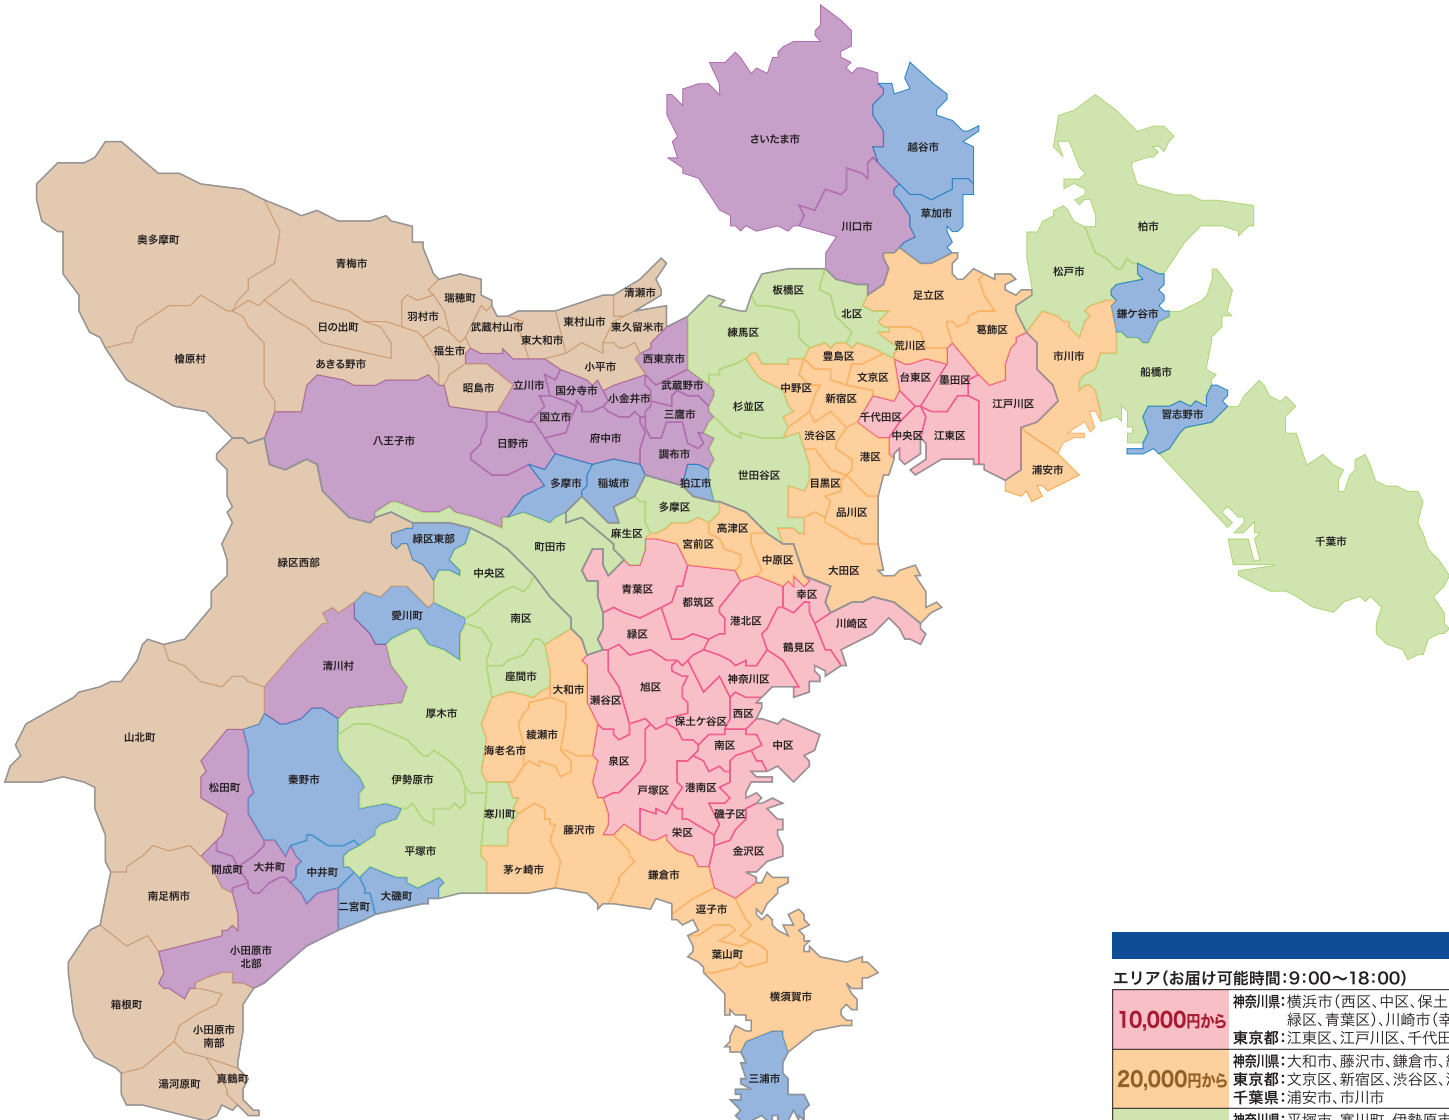 さいたま市
越谷市
草加市
川口市
柏市
松戸市
鎌ケ谷市
船橋市
習志野市
千葉市
市川市
浦安市
奥多摩町
青梅市
瑞穂町
清瀬市
羽村市
武蔵村山市
東村山市
東久留米市
日の出町
東大和市
檜原村
あきる野市
福生市
小平市
西東京市
昭島市
立川市
国分寺市
小金井市
武蔵野市
国立市
三鷹市
八王子市
日野市
府中市
調布市
多摩市
稲城市
狛江市
板橋区
北区
足立区
葛飾区
練馬区
荒川区
豊島区
文京区
台東区
墨田区
中野区
新宿区
江戸川区
杉並区
千代田区
渋谷区
港区
中央区
江東区
世田谷区
目黒区
品川区
大田区
多摩区
麻生区
高津区
宮前区
中原区
町田市
緑区東部
緑区西部
中央区
青葉区
都筑区
幸区
川崎区
港北区
鶴見区
緑区
愛川町
南区
清川村
座間市
大和市
瀬谷区
旭区
神奈川区
保土ケ谷区
西区
中区
南区
厚木市
綾瀬市
海老名市
泉区
戸塚区
港南区
磯子区
栄区
金沢区
山北町
松田町
秦野市
伊勢原市
寒川町
藤沢市
平塚市
茅ヶ崎市
鎌倉市
開成町
大井町
中井町
南足柄市
二宮町
大磯町
逗子市
葉山町
横須賀市
三浦市
小田原市
北部
箱根町
小田原市
南部
湯河原町
真鶴町
エリア（お届け可能時間：9：00〜18：00）
10,000円から
神奈川県：横浜市（西区、中区、保土
緑区、青葉区）、川崎市（幸
東京都：江東区、江戸川区、千代田
20,000円から
神奈川県：大和市、藤沢市、鎌倉市、
東京都：文京区、新宿区、渋谷区、
千葉県：浦安市、市川市
神奈川県：平塚市、寒川町、伊勢原市